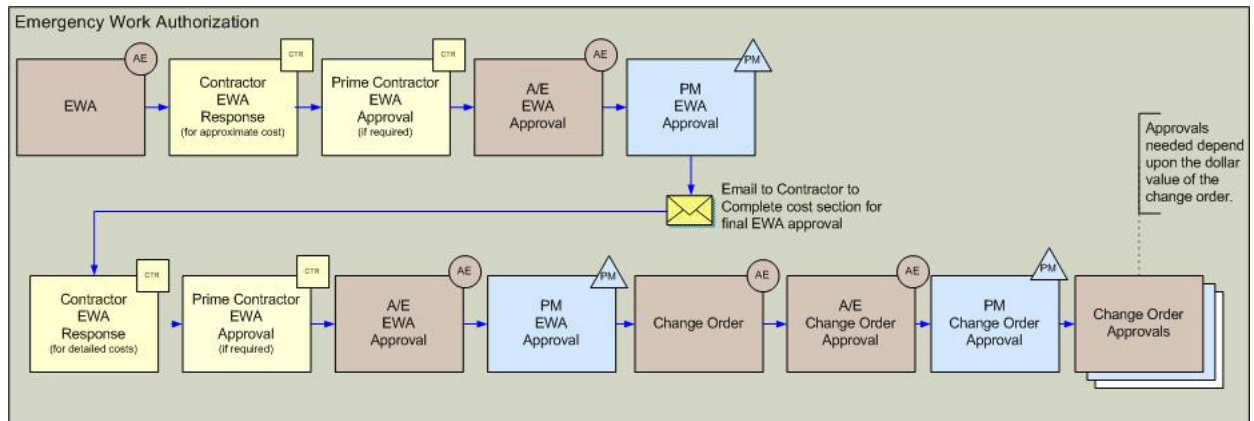 Emergency Work Authorization
AE
EWA
CTR
Contractor
EWA
Response
(for approximate cost)
CTR
Prime Contractor
EWA
Approval
(if required)
AE
A/E
EWA
Approval
PM
PM
EWA
Approval
Approvals
needed depend
upon the dollar
value of the
change order.
Email to Contractor to
Complete cost section for
final EWA approval
CTR
Contractor
EWA
Response
(for detailed costs)
CTR
Prime Contractor
EWA
Approval
(if required)
AE
A/E
EWA
Approval
PM
PM
EWA
Approval
AE
Change Order
AE
A/E
Change Order
Approval
PM
PM
Change Order
Approval
Change Order
Approvals